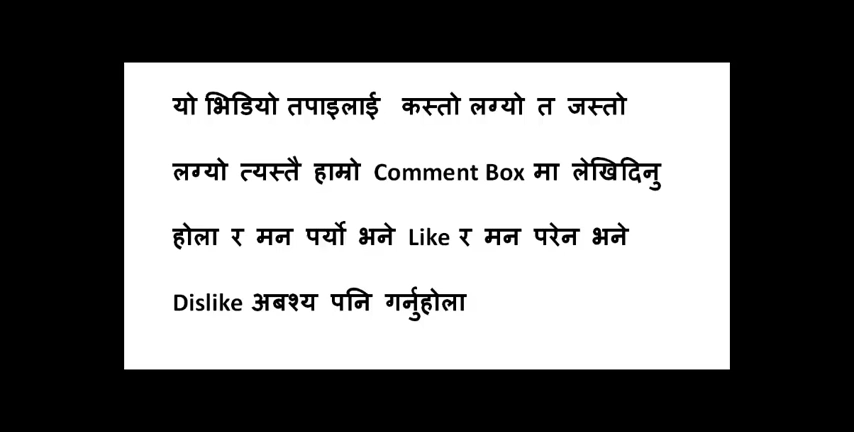 यो भिडियो तपाइलाई कस्तो लग्यो त जस्तो
लग्यो त्यस्तै हाम्रो Comment Box मा लेखिदिनु
होला र मन पर्यो भने Like र मन परेन भने
Dislike अबश्य पनि गर्नुहोला